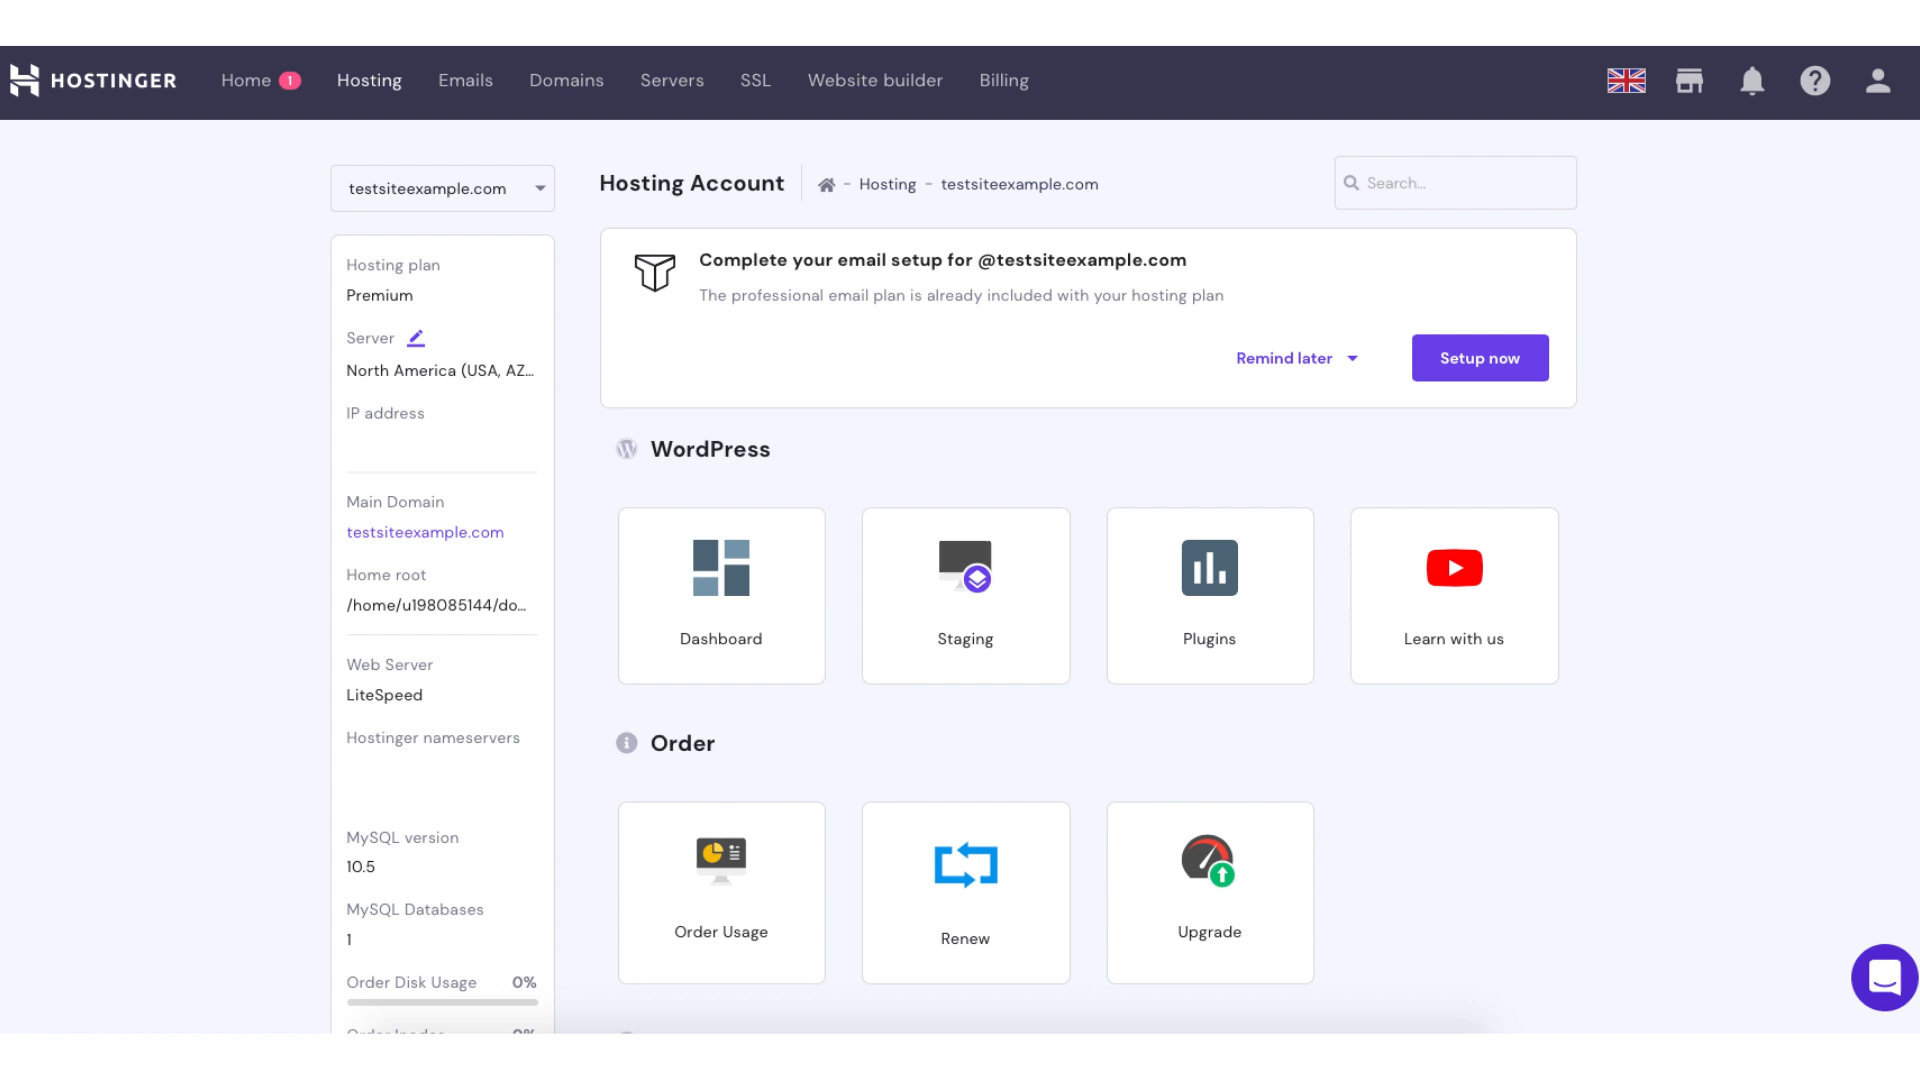 HOSTINGER Home 1 Hosting Emails Domains Servers SSL Website builder Billing
testsiteexample.com
Hosting plan
Premium
Server
North America (USA, AZ...
IP address
Main Domain
testsiteexample.com
Home root
/home/u198085144/do...
Web Server
LiteSpeed
Hostinger nameservers
MySQL version
10.5
MySQL Databases
1
Order Disk Usage 0%
Order Inodes 0%
Hosting Account - Hosting - testsiteexample.com
Search...
Complete your email setup for @testsiteexample.com
The professional email plan is already included with your hosting plan
Remind later Setup now
WordPress
Dashboard Staging Plugins Learn with us
Order
Order Usage Renew Upgrade